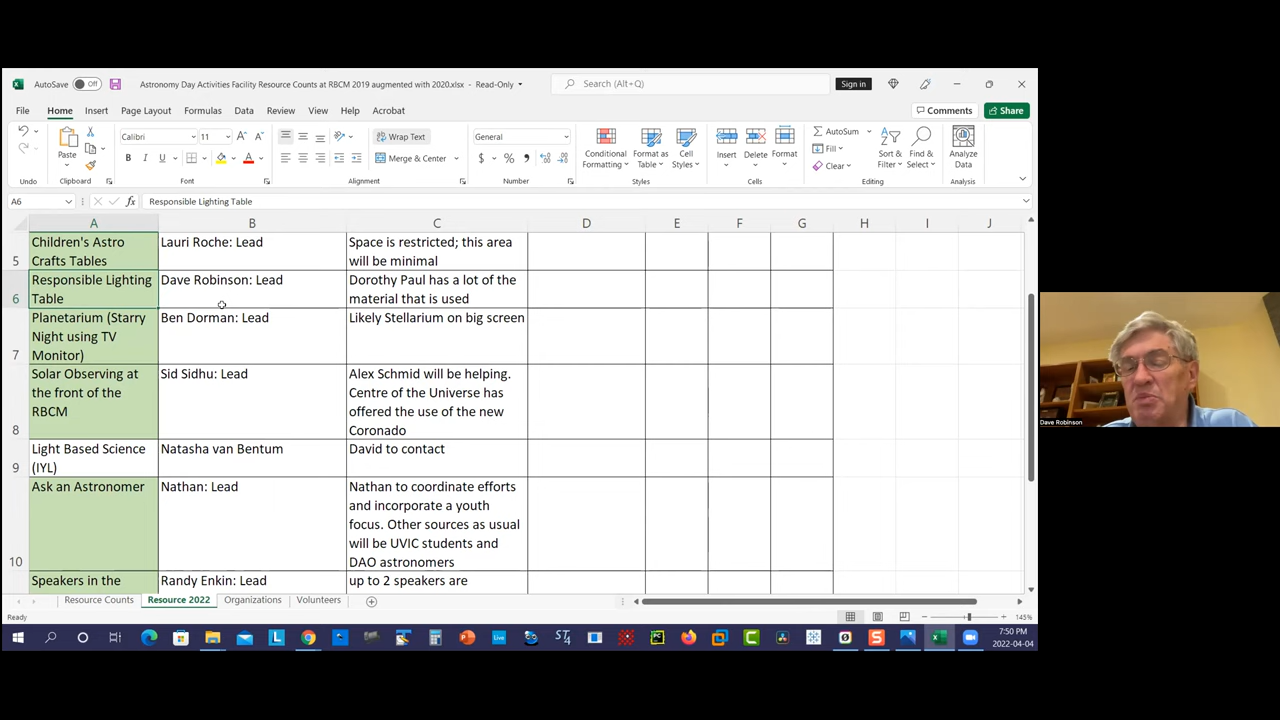 AutoSave Off Astronomy Day Activities Facility Resource Counts at RBCM 2019 augmented with 2020.xlsx - Read-Only Search (Alt+Q) Sign in
File Home Insert Page Layout Formulas Data Review View Help Acrobat Comments Share
Calibri 11 Wrap Text General AutoSum
Paste Merge & Center Conditional Formatting Format as Table Cell Styles Insert Delete Format Fill Clear Sort & Filter Find & Select Analyze Data
Undo Clipboard Font Alignment Number Styles Cells Editing Analysis
A6 fx Responsible Lighting Table
A B C D E F G H I J
Children's Astro Lauri Roche: Lead Space is restricted; this area
5 Crafts Tables will be minimal
Responsible Lighting Dave Robinson: Lead Dorothy Paul has a lot of the
6 Table material that is used
Planetarium (Starry Ben Dorman: Lead Likely Stellarium on big screen
Night using TV
7 Monitor)
Solar Observing at Sid Sidhu: Lead Alex Schmid will be helping.
the front of the Centre of the Universe has
RBCM offered the use of the new
8 Coronado
Light Based Science Natasha van Bentum David to contact
9 (IYL)
Ask an Astronomer Nathan: Lead Nathan to coordinate efforts
and incorporate a youth
focus. Other sources as usual
will be UVIC students and
10 DAO astronomers
Speakers in the Randy Enkin: Lead up to 2 speakers are
Resource Counts Resource 2022 Organizations Volunteers
Ready 145%
7:50 PM
2022-04-04
Dave Robinson